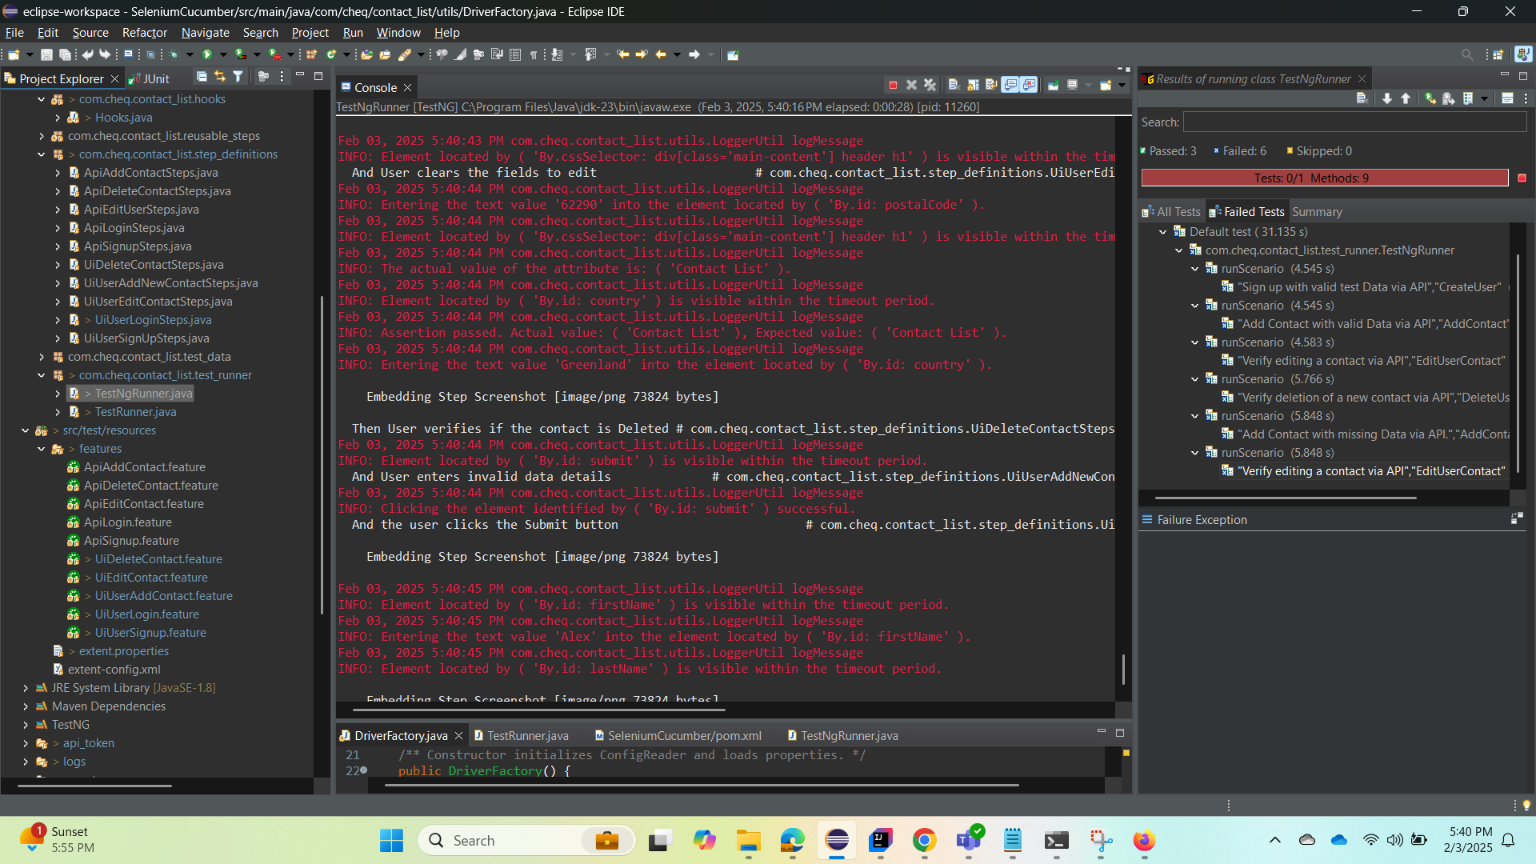 eclipse-workspace - SeleniumCucumber/src/main/java/com/cheq/contact_list/utils/DriverFactory.java - Eclipse IDE
File Edit Source Refactor Navigate Search Project Run Window Help
Project Explorer
JUnit
> com.cheq.contact_list.hooks
> Hooks.java
com.cheq.contact_list.reusable_steps
> com.cheq.contact_list.step_definitions
ApiAddContactSteps.java
ApiDeleteContactSteps.java
ApiEditUserSteps.java
ApiLoginSteps.java
ApiSignupSteps.java
UiDeleteContactSteps.java
UiUserAddNewContactSteps.java
UiUserEditContactSteps.java
> UiUserLoginSteps.java
UiUserSignUpSteps.java
com.cheq.contact_list.test_data
> com.cheq.contact_list.test_runner
> TestNgRunner.java
> TestRunner.java
> src/test/resources
> features
ApiAddContact.feature
ApiDeleteContact.feature
ApiEditContact.feature
ApiLogin.feature
ApiSignup.feature
> UiDeleteContact.feature
> UiEditContact.feature
> UiUserAddContact.feature
> UiUserLogin.feature
> UiUserSignup.feature
> extent.properties
extent-config.xml
JRE System Library [JavaSE-1.8]
Maven Dependencies
TestNG
> api_token
> logs
Console
TestNgRunner [TestNG] C:\Program Files\Java\jdk-23\bin\javaw.exe (Feb 3, 2025, 5:40:16 PM elapsed: 0:00:28) [pid: 11260]
Feb 03, 2025 5:40:43 PM com.cheq.contact_list.utils.LoggerUtil logMessage
INFO: Element located by ( 'By.cssSelector: div[class='main-content'] header h1' ) is visible within the tim
And User clears the fields to edit # com.cheq.contact_list.step_definitions.UiUserEdi
Feb 03, 2025 5:40:44 PM com.cheq.contact_list.utils.LoggerUtil logMessage
INFO: Entering the text value '62290' into the element located by ( 'By.id: postalCode' ).
Feb 03, 2025 5:40:44 PM com.cheq.contact_list.utils.LoggerUtil logMessage
INFO: Element located by ( 'By.cssSelector: div[class='main-content'] header h1' ) is visible within the tim
Feb 03, 2025 5:40:44 PM com.cheq.contact_list.utils.LoggerUtil logMessage
INFO: The actual value of the attribute is: ( 'Contact List' ).
Feb 03, 2025 5:40:44 PM com.cheq.contact_list.utils.LoggerUtil logMessage
INFO: Element located by ( 'By.id: country' ) is visible within the timeout period.
Feb 03, 2025 5:40:44 PM com.cheq.contact_list.utils.LoggerUtil logMessage
INFO: Assertion passed. Actual value: ( 'Contact List' ), Expected value: ( 'Contact List' ).
Feb 03, 2025 5:40:44 PM com.cheq.contact_list.utils.LoggerUtil logMessage
INFO: Entering the text value 'Greenland' into the element located by ( 'By.id: country' ).
Embedding Step Screenshot [image/png 73824 bytes]
Then User verifies if the contact is Deleted # com.cheq.contact_list.step_definitions.UiDeleteContactSteps
Feb 03, 2025 5:40:44 PM com.cheq.contact_list.utils.LoggerUtil logMessage
INFO: Element located by ( 'By.id: submit' ) is visible within the timeout period.
And User enters invalid data details # com.cheq.contact_list.step_definitions.UiUserAddNewCon
Feb 03, 2025 5:40:44 PM com.cheq.contact_list.utils.LoggerUtil logMessage
INFO: Clicking the element identified by ( 'By.id: submit' ) successful.
And the user clicks the Submit button # com.cheq.contact_list.step_definitions.Ui
Embedding Step Screenshot [image/png 73824 bytes]
Feb 03, 2025 5:40:45 PM com.cheq.contact_list.utils.LoggerUtil logMessage
INFO: Element located by ( 'By.id: firstName' ) is visible within the timeout period.
Feb 03, 2025 5:40:45 PM com.cheq.contact_list.utils.LoggerUtil logMessage
INFO: Entering the text value 'Alex' into the element located by ( 'By.id: firstName' ).
Feb 03, 2025 5:40:45 PM com.cheq.contact_list.utils.LoggerUtil logMessage
INFO: Element located by ( 'By.id: lastName' ) is visible within the timeout period.
Embedding Step Screenshot [image/png 73824 bytes]
DriverFactory.java
TestRunner.java
SeleniumCucumber/pom.xml
TestNgRunner.java
21 /** Constructor initializes ConfigReader and loads properties. */
22 public DriverFactory() {
Results of running class TestNgRunner
Search:
Passed: 3 Failed: 6 Skipped: 0
Tests: 0/1 Methods: 9
All Tests Failed Tests Summary
Default test ( 31.135 s)
com.cheq.contact_list.test_runner.TestNgRunner
runScenario (4.545 s)
"Sign up with valid test Data via API","CreateUser" (
runScenario (4.545 s)
"Add Contact with valid Data via API","AddContact"
runScenario (4.583 s)
"Verify editing a contact via API","EditUserContact"
runScenario (5.766 s)
"Verify deletion of a new contact via API","DeleteUs
runScenario (5.848 s)
"Add Contact with missing Data via API.","AddConta
runScenario (5.848 s)
"Verify editing a contact via API","EditUserContact"
Failure Exception
1
Sunset
5:55 PM
Search
5:40 PM
2/3/2025